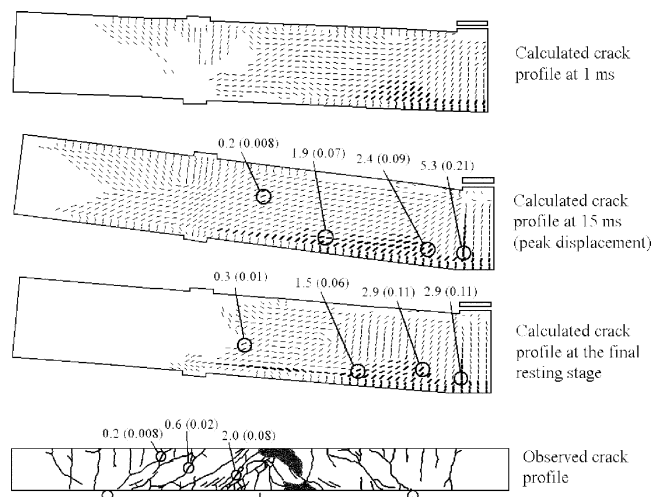 Calculated crack
profile at 1 ms
0.2 (0.008)
1.9 (0.07)
2.4 (0.09)
5.3 (0.21)
Calculated crack
profile at 15 ms
(peak displacement)
0.3 (0.01)
1.5 (0.06)
2.9 (0.11)
2.9 (0.11)
Calculated crack
profile at the final
resting stage
0.2 (0.008)
0.6 (0.02)
2.0 (0.08)
Observed crack
profile